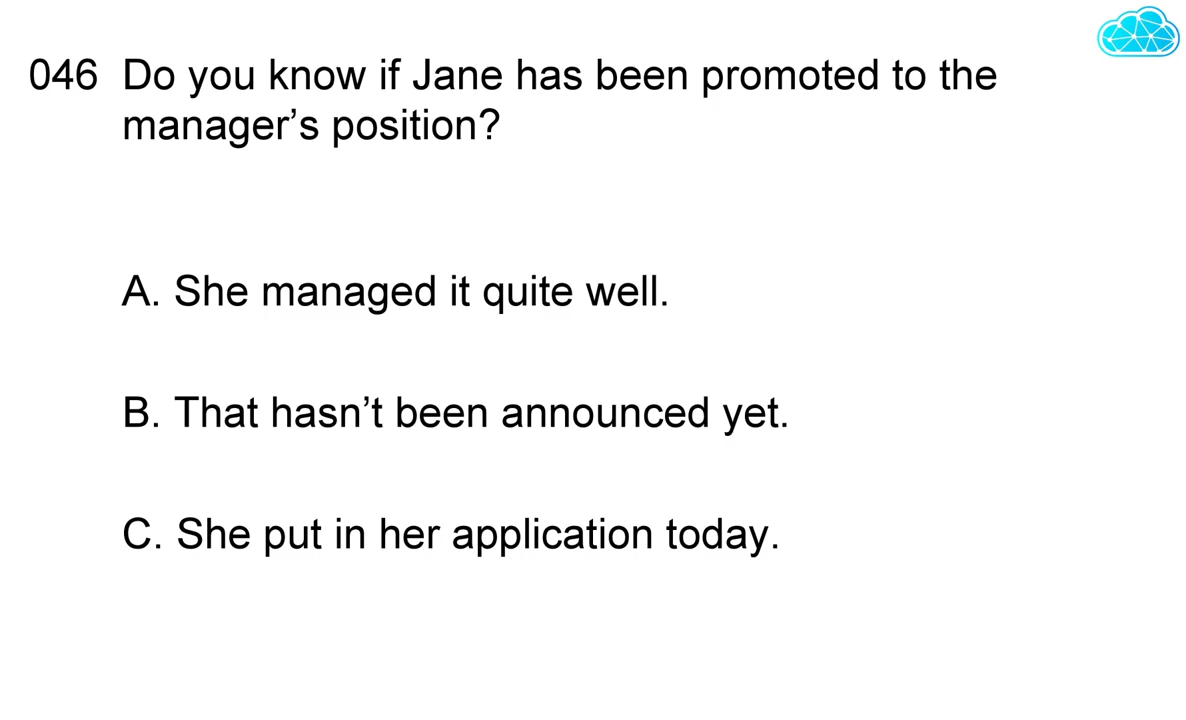 046 Do you know if Jane has been promoted to the
manager’s position?
A. She managed it quite well.
B. That hasn’t been announced yet.
C. She put in her application today.